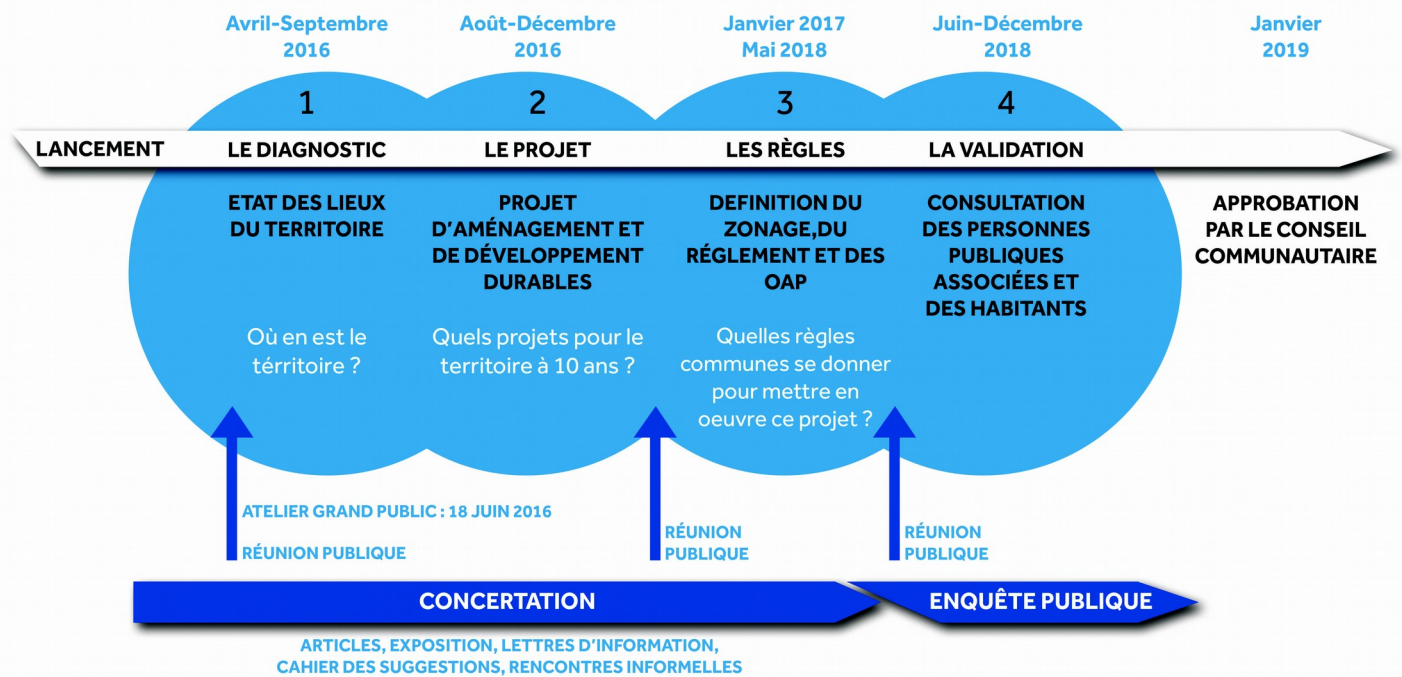 Avril-Septembre
2016
Août-Décembre
2016
Janvier 2017
Mai 2018
Juin-Décembre
2018
Janvier
2019
1
2
3
4
LANCEMENT
LE DIAGNOSTIC
LE PROJET
LES RÈGLES
LA VALIDATION
ETAT DES LIEUX
DU TERRITOIRE
PROJET
D'AMÉNAGEMENT ET
DE DÉVELOPPEMENT
DURABLES
DEFINITION DU
ZONAGE,DU
RÉGLEMENT ET DES
OAP
CONSULTATION
DES PERSONNES
PUBLIQUES
ASSOCIÉES ET
DES HABITANTS
APPROBATION
PAR LE CONSEIL
COMMUNAUTAIRE
Où en est le
térritoire ?
Quels projets pour le
territoire à 10 ans ?
Quelles règles
communes se donner
pour mettre en
oeuvre ce projet ?
ATELIER GRAND PUBLIC : 18 JUIN 2016
RÉUNION PUBLIQUE
RÉUNION
PUBLIQUE
RÉUNION
PUBLIQUE
CONCERTATION
ENQUÊTE PUBLIQUE
ARTICLES, EXPOSITION, LETTRES D'INFORMATION,
CAHIER DES SUGGESTIONS, RENCONTRES INFORMELLES